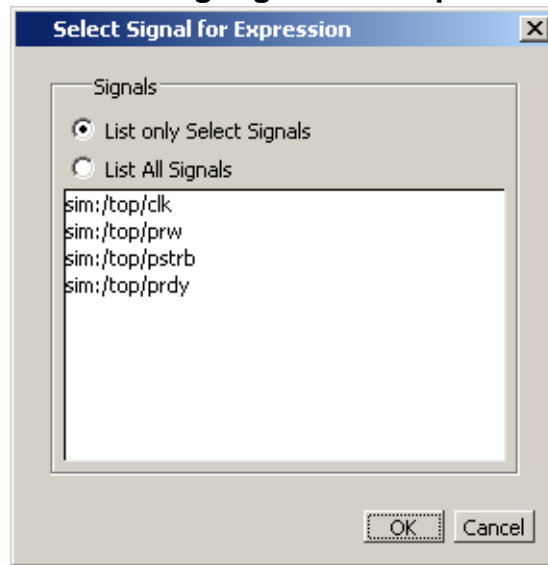 Select Signal for Expression
Signals
List only Select Signals
List All Signals
sim:/top/clk
sim:/top/prw
sim:/top/pstrb
sim:/top/prdy
OK Cancel